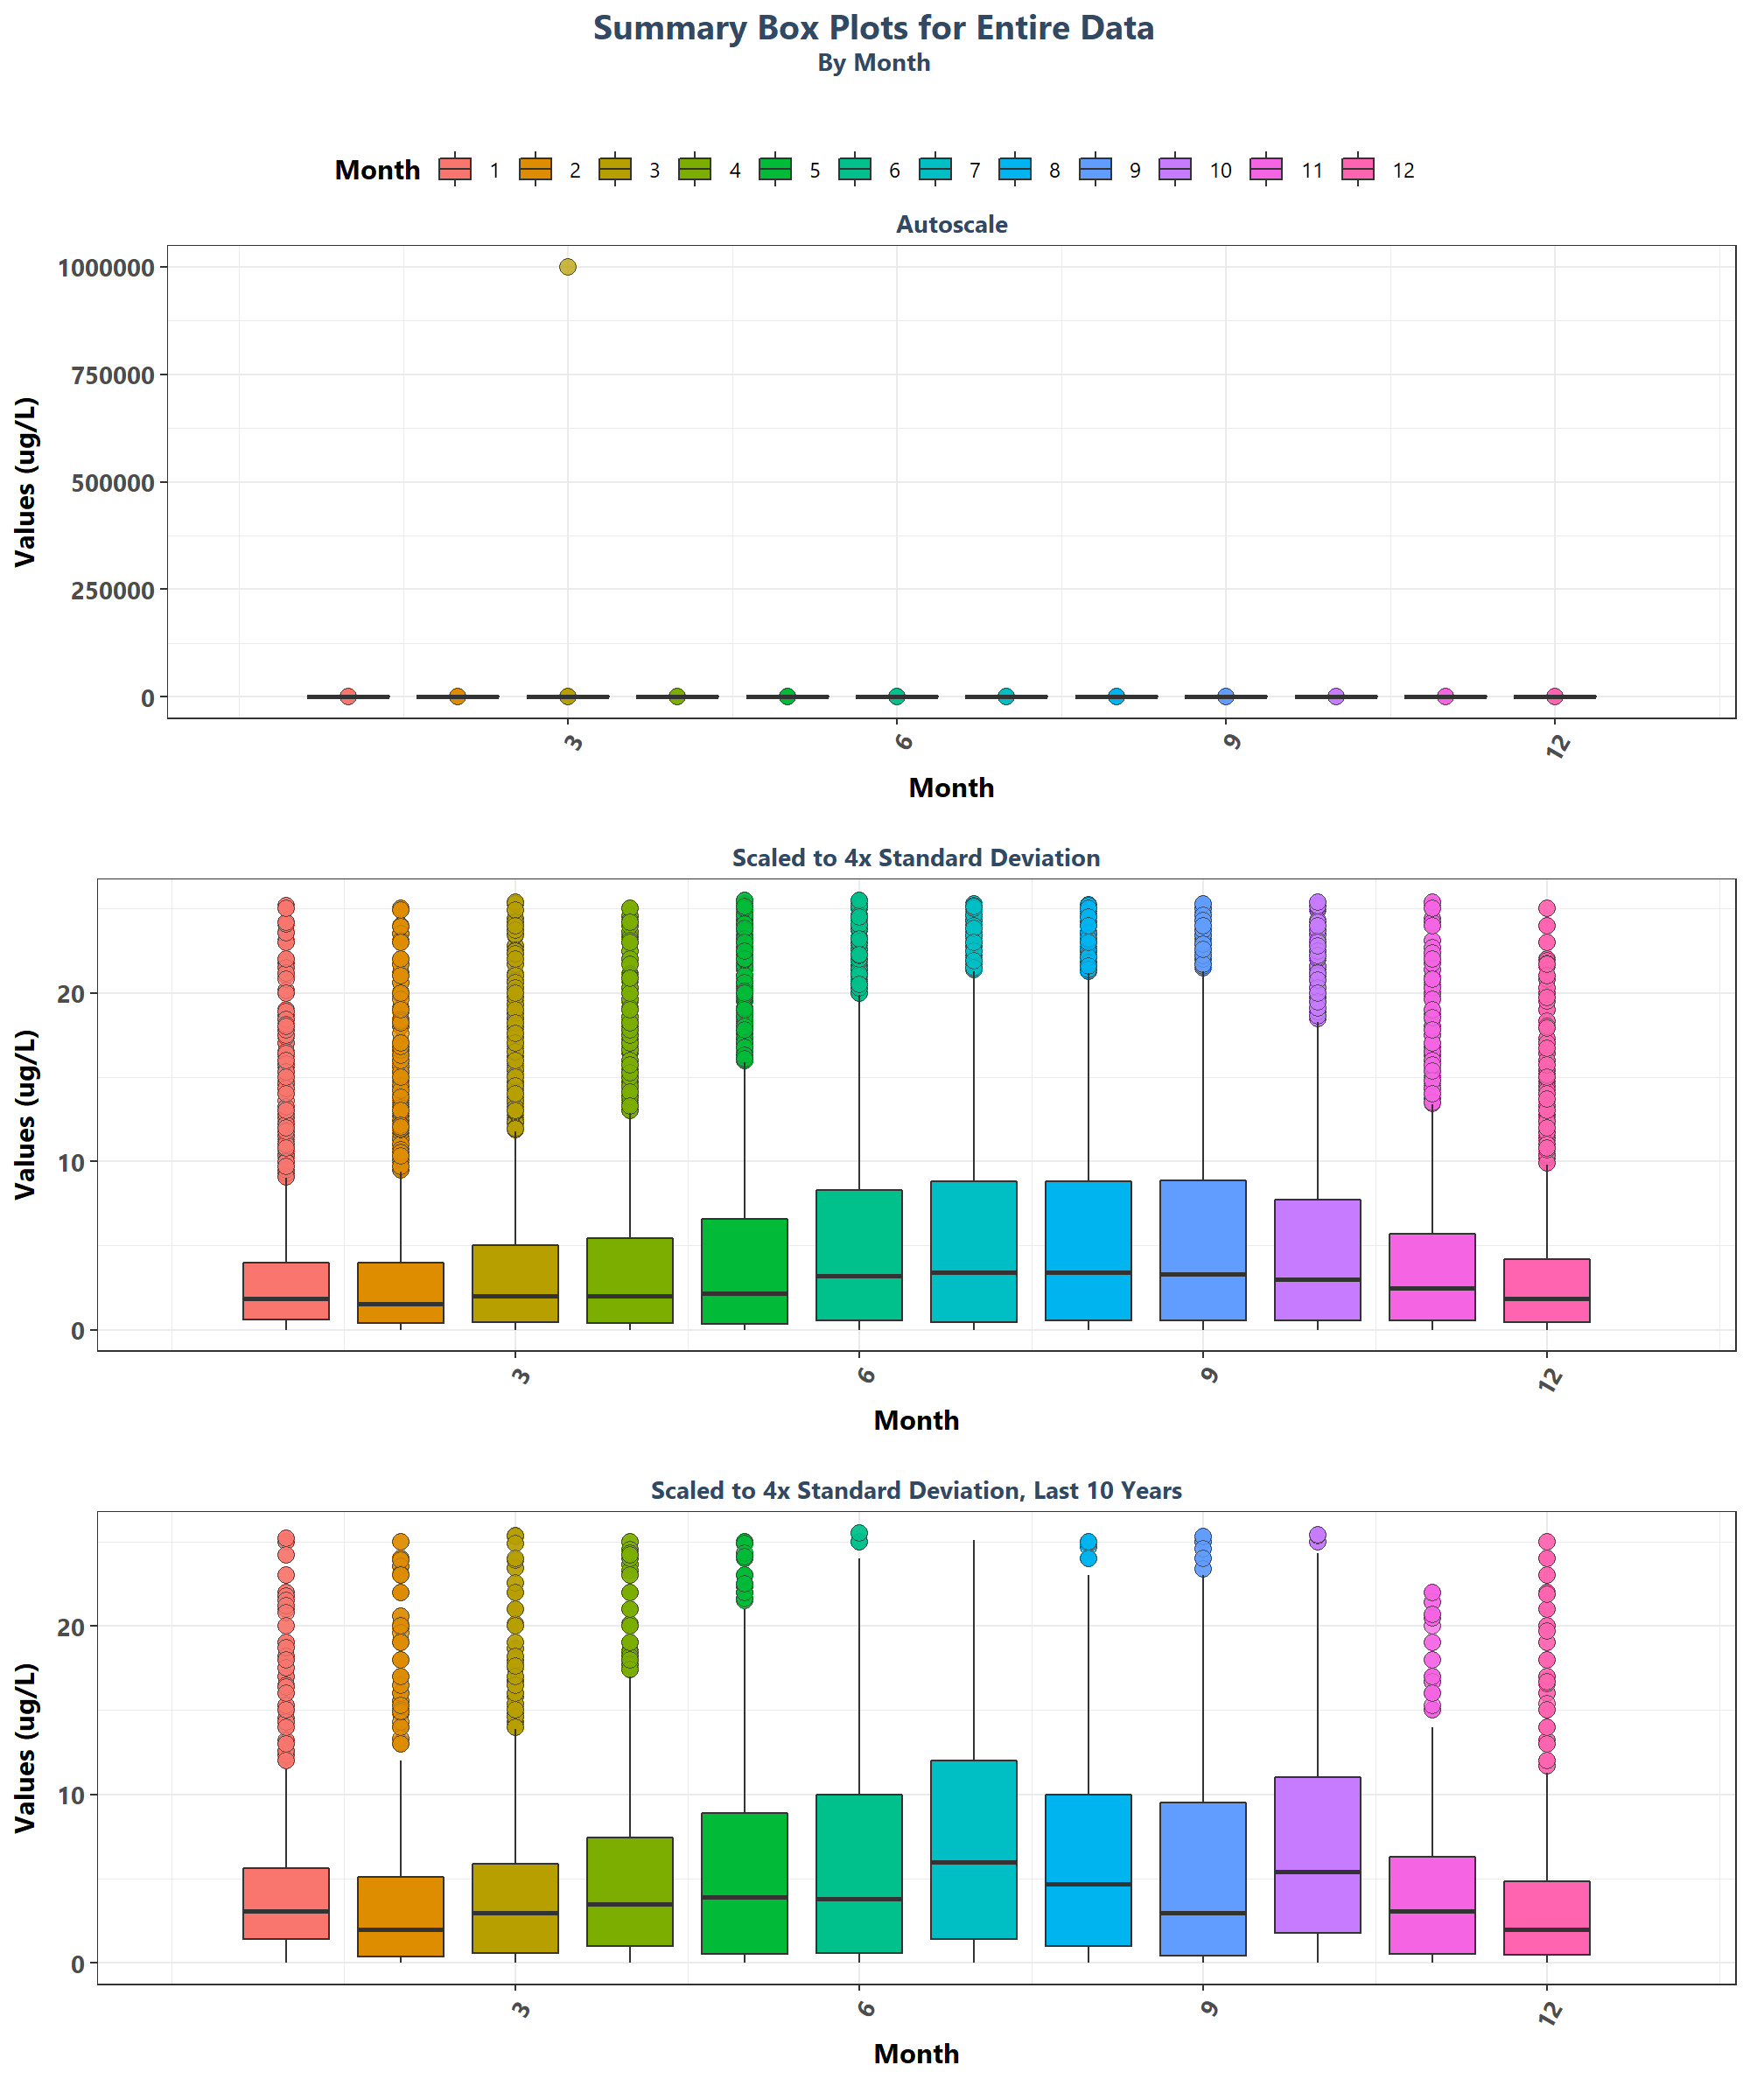 Summary Box Plots for Entire Data
By Month
Month 1 2 3 4 5 6 7 8 9 10 11 12
Autoscale
Values (ug/L)
1000000
750000
500000
250000
0
3 6 9 12
Month
Scaled to 4x Standard Deviation
Values (ug/L)
20
10
0
3 6 9 12
Month
Scaled to 4x Standard Deviation, Last 10 Years
Values (ug/L)
20
10
0
3 6 9 12
Month